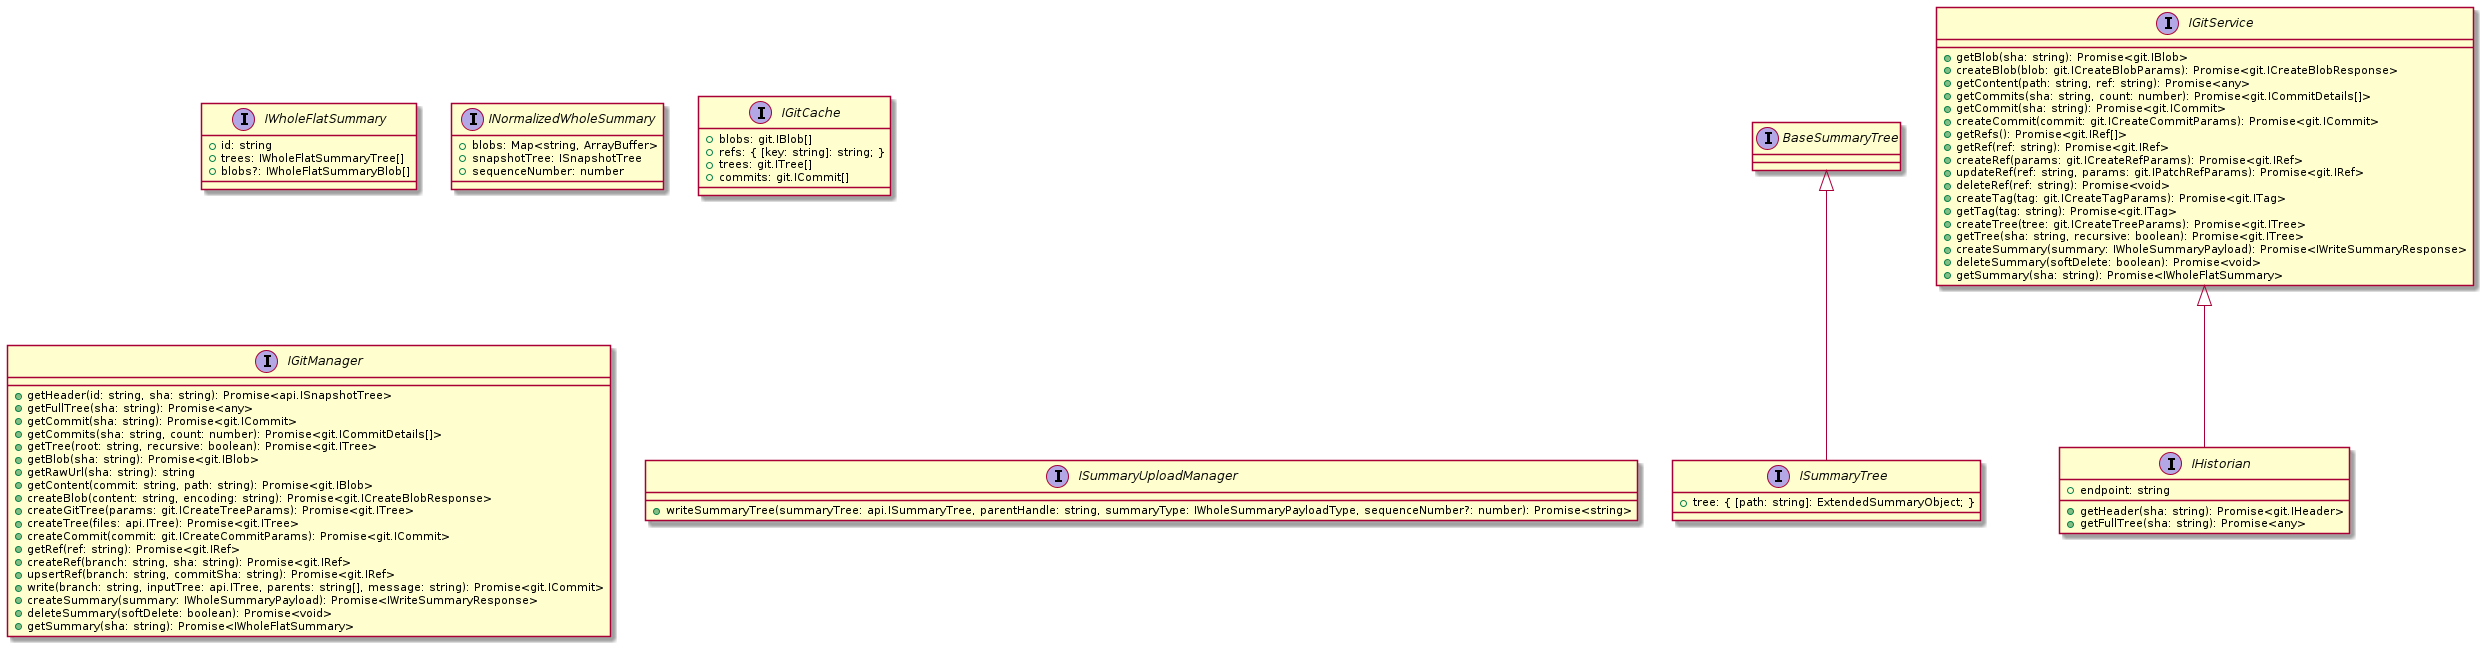 IWholeFlatSummary
id: string
trees: IWholeFlatSummaryTree[]
blobs?: IWholeFlatSummaryBlob[]
INormalizedWholeSummary
blobs: Map<string, ArrayBuffer>
snapshotTree: ISnapshotTree
sequenceNumber: number
IGitCache
blobs: git.IBlob[]
refs: { [key: string]: string; }
trees: git.ITree[]
commits: git.ICommit[]
BaseSummaryTree
IGitService
getBlob(sha: string): Promise<git.IBlob>
createBlob(blob: git.ICreateBlobParams): Promise<git.ICreateBlobResponse>
getContent(path: string, ref: string): Promise<any>
getCommits(sha: string, count: number): Promise<git.ICommitDetails[]>
getCommit(sha: string): Promise<git.ICommit>
createCommit(commit: git.ICreateCommitParams): Promise<git.ICommit>
getRefs(): Promise<git.IRef[]>
getRef(ref: string): Promise<git.IRef>
createRef(params: git.ICreateRefParams): Promise<git.IRef>
updateRef(ref: string, params: git.IPatchRefParams): Promise<git.IRef>
deleteRef(ref: string): Promise<void>
createTag(tag: git.ICreateTagParams): Promise<git.ITag>
getTag(tag: string): Promise<git.ITag>
createTree(tree: git.ICreateTreeParams): Promise<git.ITree>
getTree(sha: string, recursive: boolean): Promise<git.ITree>
createSummary(summary: IWholeSummaryPayload): Promise<IWriteSummaryResponse>
deleteSummary(softDelete: boolean): Promise<void>
getSummary(sha: string): Promise<IWholeFlatSummary>
IGitManager
getHeader(id: string, sha: string): Promise<api.ISnapshotTree>
getFullTree(sha: string): Promise<any>
getCommit(sha: string): Promise<git.ICommit>
getCommits(sha: string, count: number): Promise<git.ICommitDetails[]>
getTree(root: string, recursive: boolean): Promise<git.ITree>
getBlob(sha: string): Promise<git.IBlob>
getRawUrl(sha: string): string
getContent(commit: string, path: string): Promise<git.IBlob>
createBlob(content: string, encoding: string): Promise<git.ICreateBlobResponse>
createGitTree(params: git.ICreateTreeParams): Promise<git.ITree>
createTree(files: api.ITree): Promise<git.ITree>
createCommit(commit: git.ICreateCommitParams): Promise<git.ICommit>
getRef(ref: string): Promise<git.IRef>
createRef(branch: string, sha: string): Promise<git.IRef>
upsertRef(branch: string, commitSha: string): Promise<git.IRef>
write(branch: string, inputTree: api.ITree, parents: string[], message: string): Promise<git.ICommit>
createSummary(summary: IWholeSummaryPayload): Promise<IWriteSummaryResponse>
deleteSummary(softDelete: boolean): Promise<void>
getSummary(sha: string): Promise<IWholeFlatSummary>
ISummaryUploadManager
writeSummaryTree(summaryTree: api.ISummaryTree, parentHandle: string, summaryType: IWholeSummaryPayloadType, sequenceNumber?: number): Promise<string>
ISummaryTree
tree: { [path: string]: ExtendedSummaryObject; }
IHistorian
endpoint: string
getHeader(sha: string): Promise<git.IHeader>
getFullTree(sha: string): Promise<any>